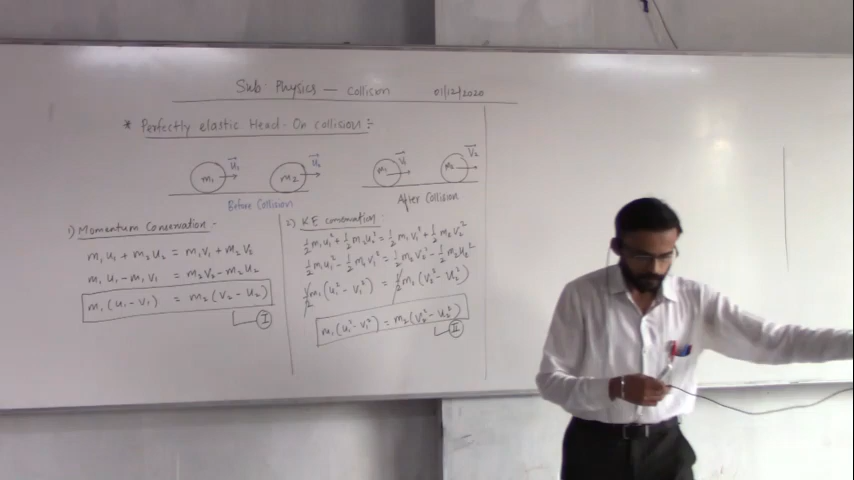 Sub: Physics — Collision 01/12/2020
* Perfectly elastic Head-On collision :-
m₁ u₁ m₂ u₂ m₁ v₁ m₂ v₂
Before Collision After Collision
1) Momentum Conservation -
m₁u₁ + m₂u₂ = m₁v₁ + m₂v₂
m₁u₁ - m₁v₁ = m₂v₂ - m₂u₂
m₁(u₁ - v₁) = m₂(v₂ - u₂)
I
2) KE conservation -
½m₁u₁² + ½m₂u₂² = ½m₁v₁² + ½m₂v₂²
½m₁u₁² - ½m₁v₁² = ½m₂v₂² - ½m₂u₂²
½m₁(u₁² - v₁²) = ½m₂(v₂² - u₂²)
m₁(u₁² - v₁²) = m₂(v₂² - u₂²)
II